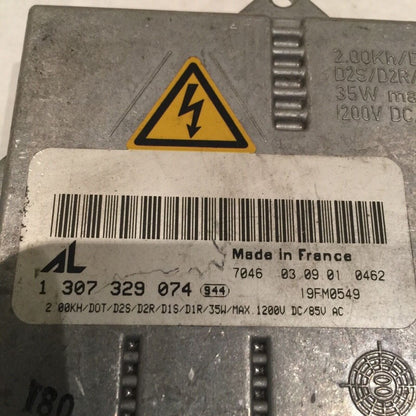 2.00Kh/D
D2S/D2R
35W ma
1200V DC
AL
Made in France
7046 03.09.01 0462
1 307 329 074 944
19FM0549
2.00KH/DOT/D2S/D2R/D1S/D1R/35W/MAX.1200V DC/85V AC
Y80